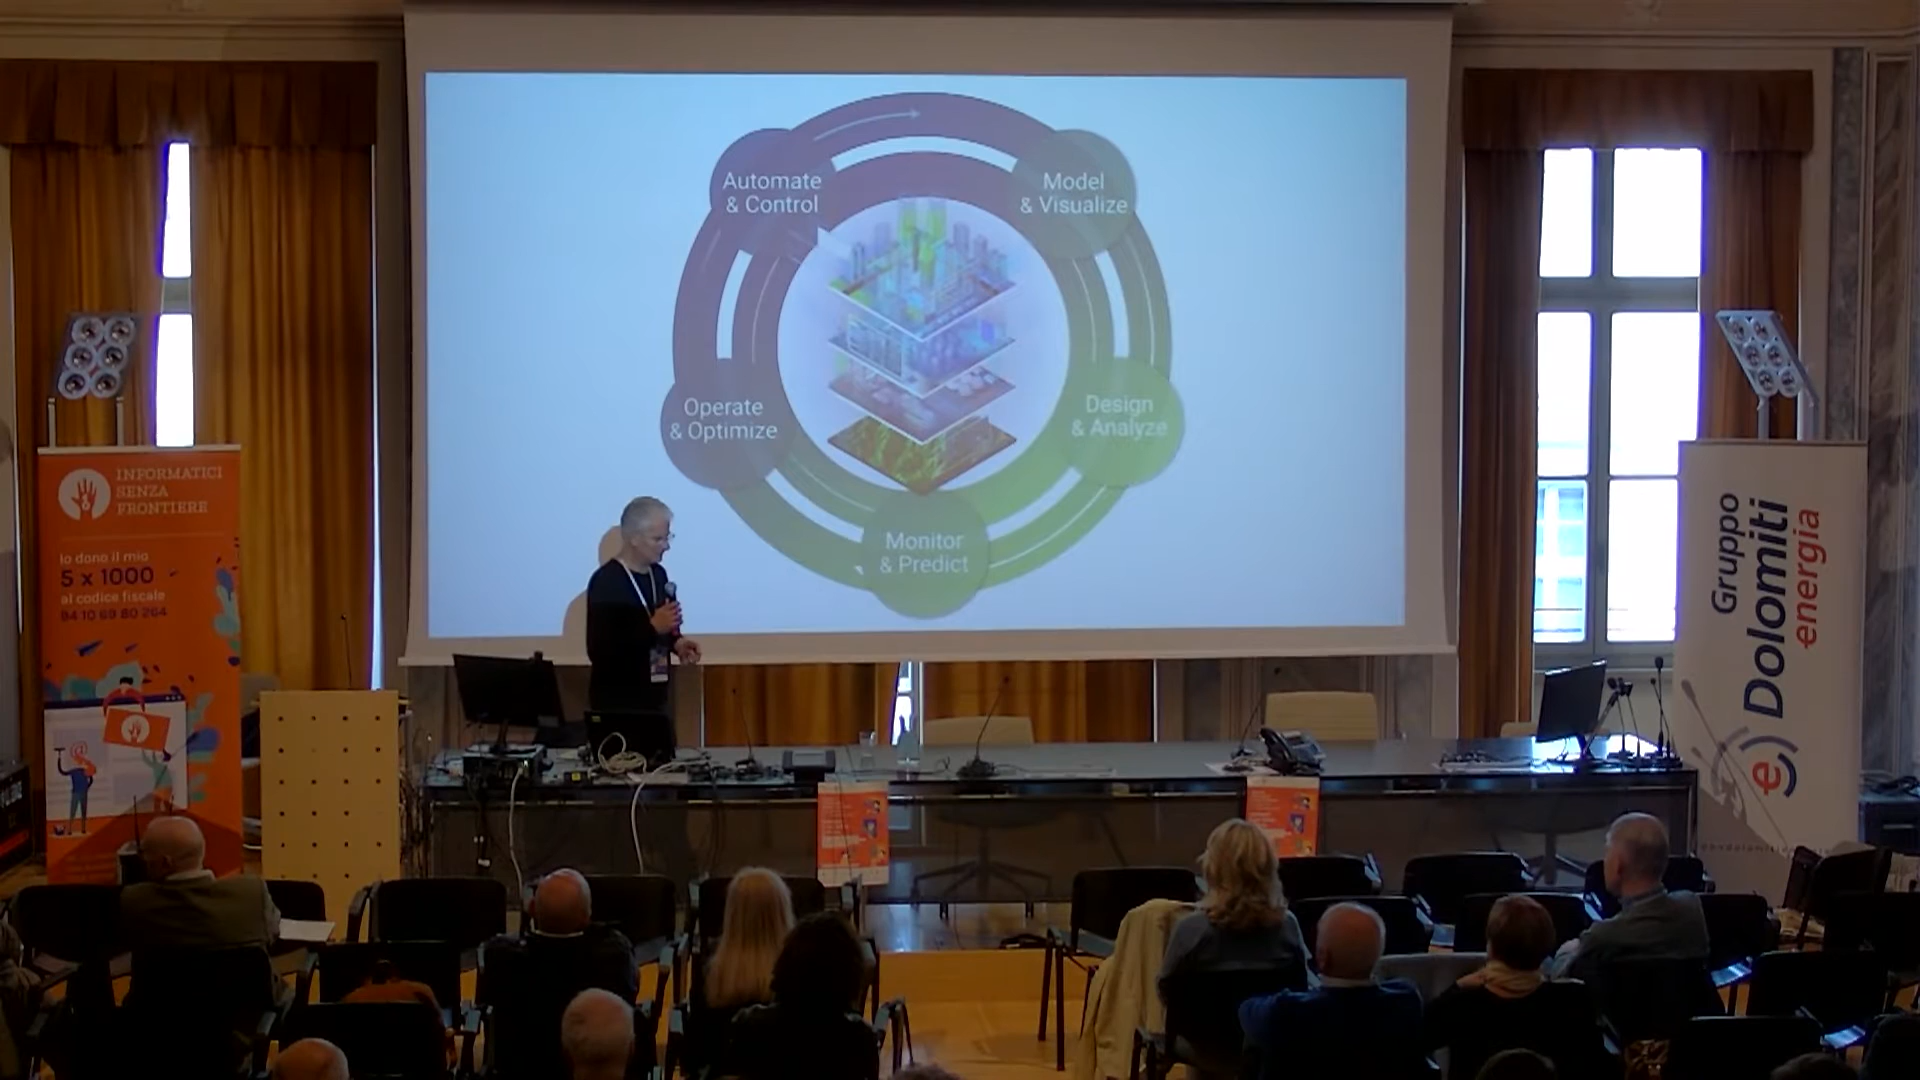 Automate
& Control
Model
& Visualize
Operate
& Optimize
Design
& Analyze
Monitor
& Predict
INFORMATICI
SENZA
FRONTIERE
Io dono il mio
5 x 1000
al codice fiscale
94 10 69 80 264
Gruppo
Dolomiti
energia